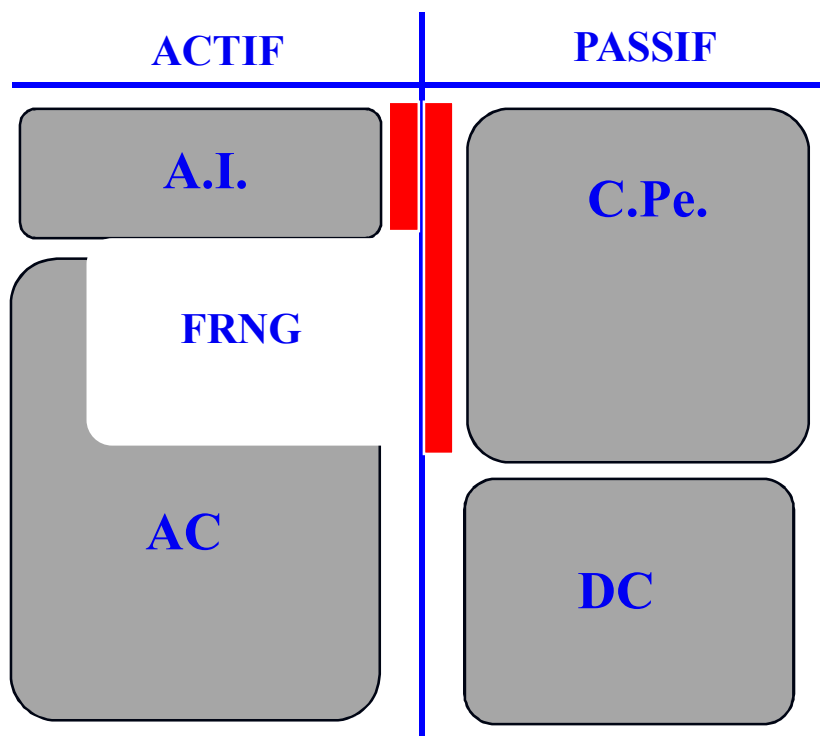 ACTIF
PASSIF
A.I.
C.Pe.
FRNG
AC
DC